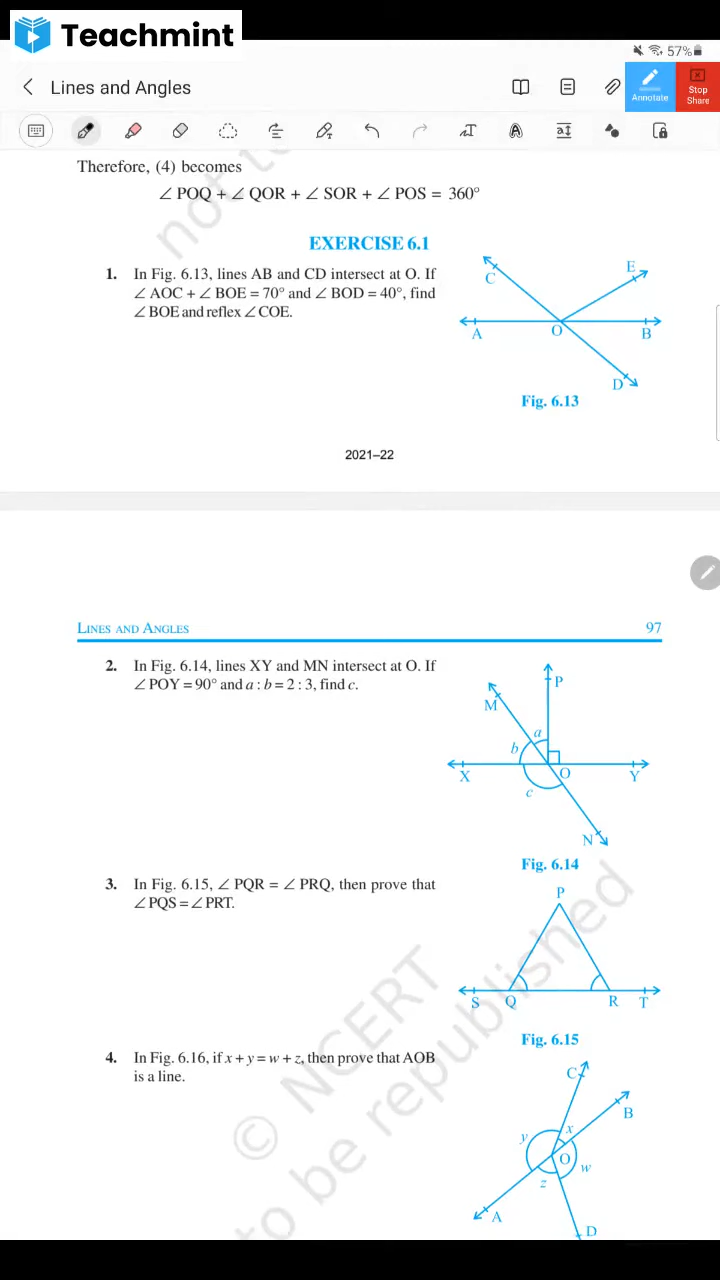 Teachmint
57%
Lines and Angles
Annotate
Stop
Share
Therefore, (4) becomes
∠ POQ + ∠ QOR + ∠ SOR + ∠ POS = 360°
EXERCISE 6.1
1. In Fig. 6.13, lines AB and CD intersect at O. If
∠ AOC + ∠ BOE = 70° and ∠ BOD = 40°, find
∠ BOE and reflex ∠ COE.
C
E
A
O
B
D
Fig. 6.13
2021–22
LINES AND ANGLES 97
2. In Fig. 6.14, lines XY and MN intersect at O. If
∠ POY = 90° and a : b = 2 : 3, find c.
P
M
a
b
X
O
Y
c
N
Fig. 6.14
3. In Fig. 6.15, ∠ PQR = ∠ PRQ, then prove that
∠ PQS = ∠ PRT.
P
S
Q
R
T
Fig. 6.15
4. In Fig. 6.16, if x + y = w + z, then prove that AOB
is a line.
C
B
x
y
O
w
z
A
D
© NCERT
to be republished
not to